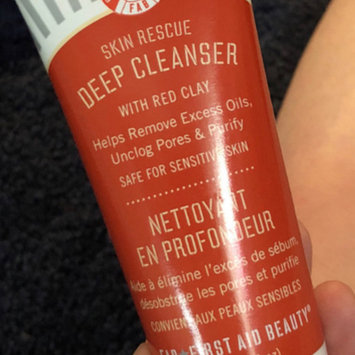 FAB
SKIN RESCUE
DEEP CLEANSER
WITH RED CLAY
Helps Remove Excess Oils,
Unclog Pores & Purify
SAFE FOR SENSITIVE SKIN
NETTOYANT
EN PROFONDEUR
Aide à élimine l'excès de sébum,
désobstrue les pores et purifie
CONVIENT AUX PEAUX SENSIBLES
FIRST AID BEAUTY®